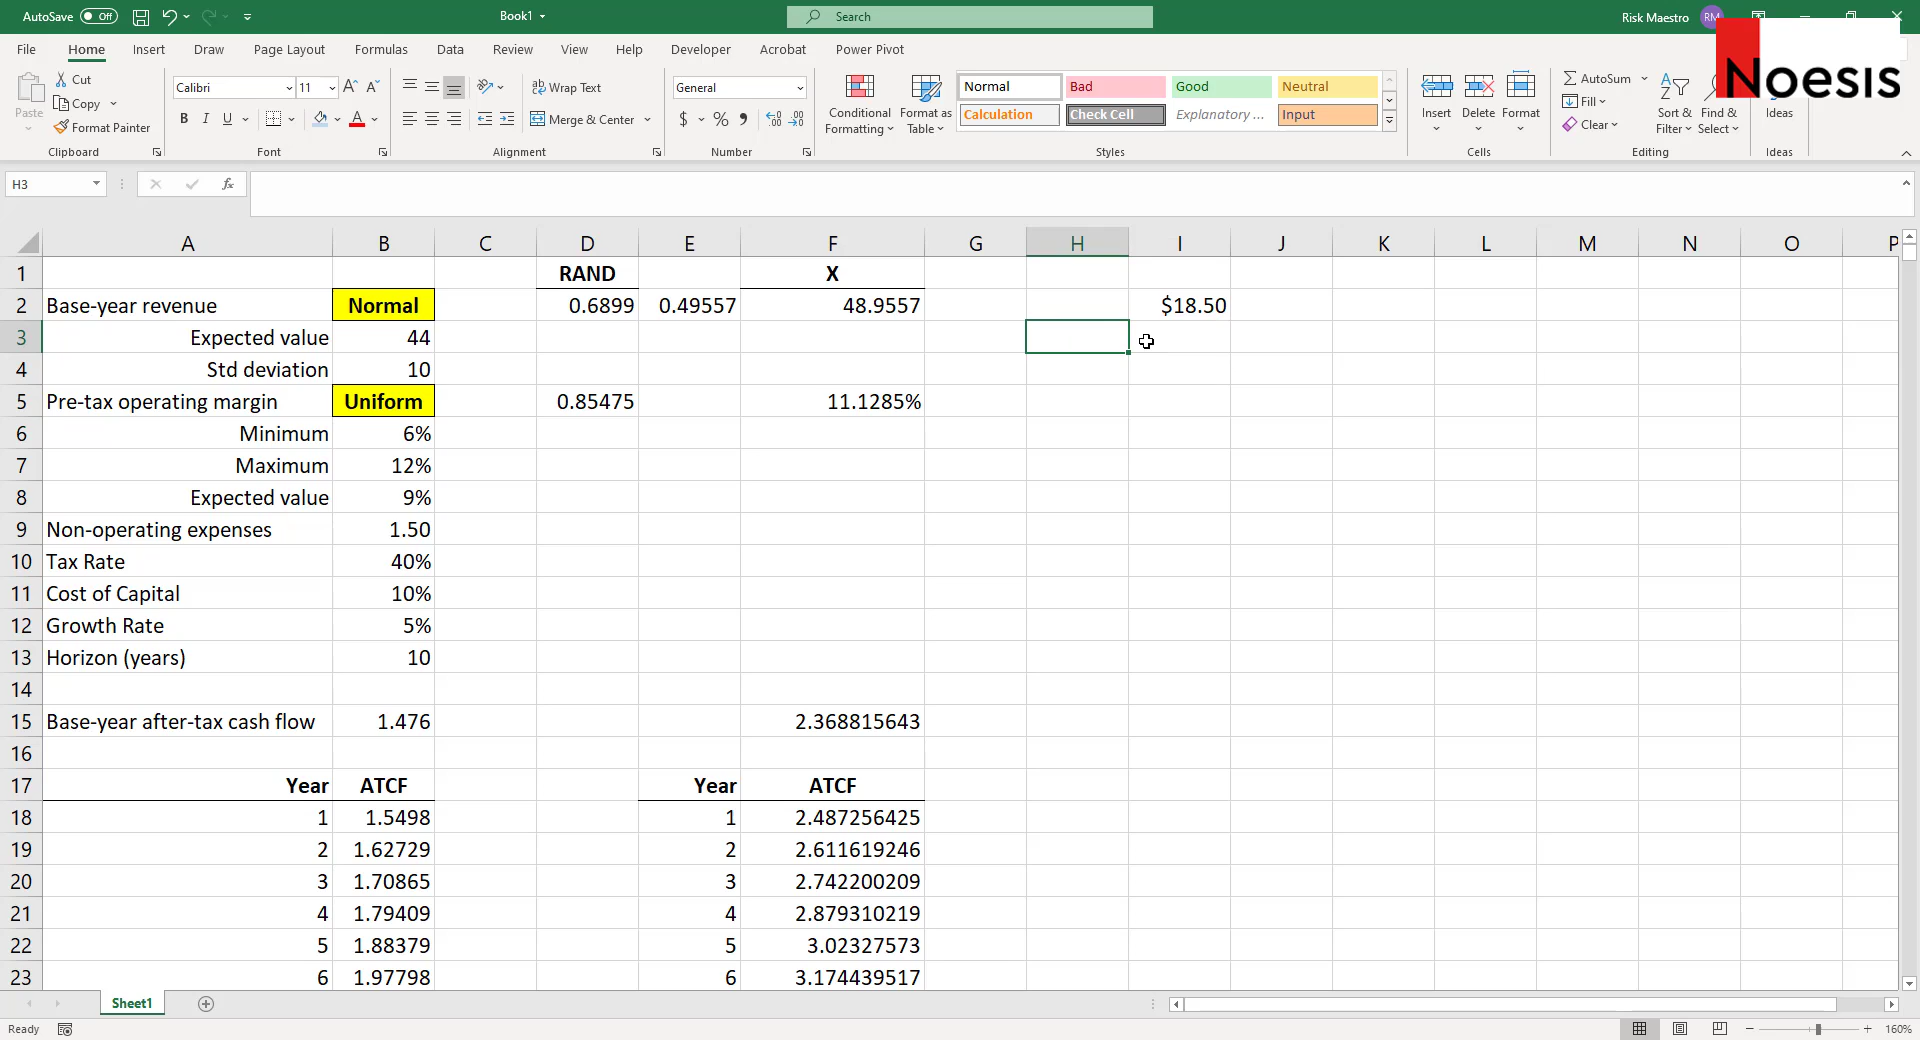 AutoSave Off Book1 Search Risk Maestro RM
Noesis
File Home Insert Draw Page Layout Formulas Data Review View Help Developer Acrobat Power Pivot
Paste Cut Copy Format Painter Clipboard
Calibri 11 B I U Font
Wrap Text Merge & Center Alignment
General $ % Number
Conditional Formatting Format as Table Normal Bad Good Neutral
Calculation Check Cell Explanatory ... Input Styles
Insert Delete Format Cells
AutoSum Fill Clear Sort & Filter Find & Select Editing
Ideas
Ideas
H3 fx
A B C D E F G H I J K L M N O P
1 RAND X
2 Base-year revenue Normal 0.6899 0.49557 48.9557 $18.50
3 Expected value 44
4 Std deviation 10
5 Pre-tax operating margin Uniform 0.85475 11.1285%
6 Minimum 6%
7 Maximum 12%
8 Expected value 9%
9 Non-operating expenses 1.50
10 Tax Rate 40%
11 Cost of Capital 10%
12 Growth Rate 5%
13 Horizon (years) 10
14
15 Base-year after-tax cash flow 1.476 2.368815643
16
17 Year ATCF Year ATCF
18 1 1.5498 1 2.487256425
19 2 1.62729 2 2.611619246
20 3 1.70865 3 2.742200209
21 4 1.79409 4 2.879310219
22 5 1.88379 5 3.02327573
23 6 1.97798 6 3.174439517
Sheet1
Ready 160%